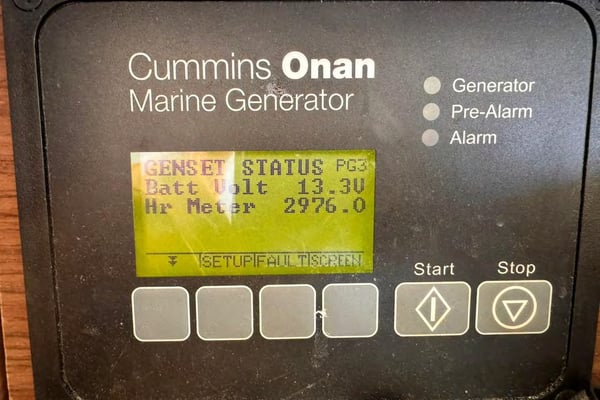 Cummins Onan
Marine Generator
Generator
Pre-Alarm
Alarm
GENSET STATUS PG3
Batt Volt 13.3V
Hr Meter 2976.0
SETUP FAULT SCREEN
Start Stop